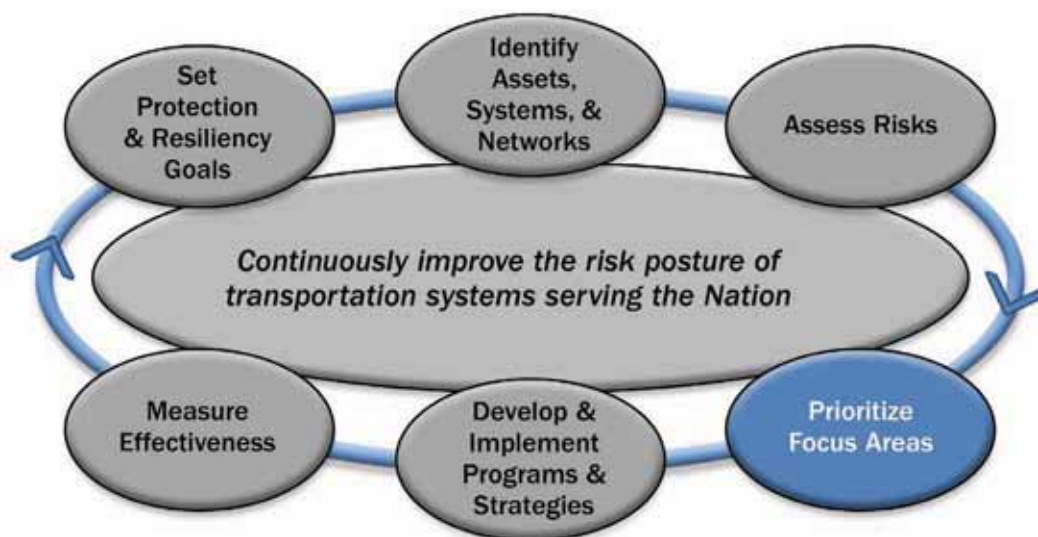 Set
Protection
& Resiliency
Goals
Identify
Assets,
Systems, &
Networks
Assess Risks
Continuously improve the risk posture of
transportation systems serving the Nation
Measure
Effectiveness
Develop &
Implement
Programs &
Strategies
Prioritize
Focus Areas